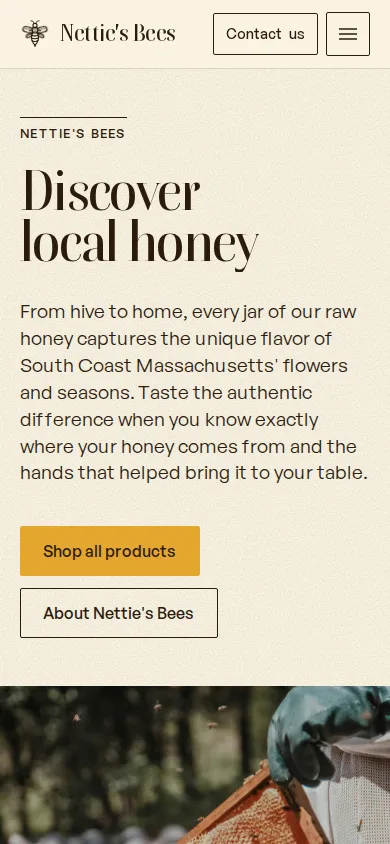 Nettie's Bees
Contact us
NETTIE'S BEES
Discover
local honey
From hive to home, every jar of our raw
honey captures the unique flavor of
South Coast Massachusetts' flowers
and seasons. Taste the authentic
difference when you know exactly
where your honey comes from and the
hands that helped bring it to your table.
Shop all products
About Nettie's Bees